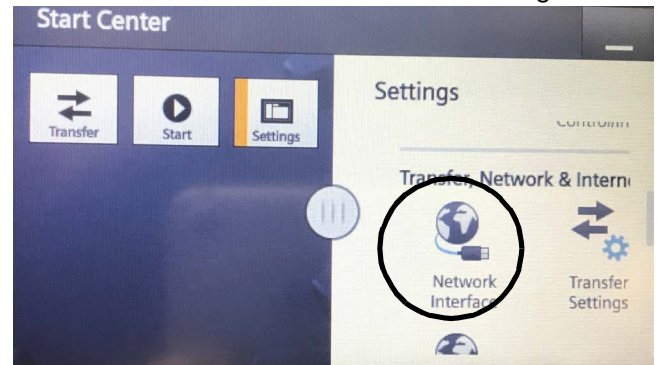 Start Center
Transfer
Start
Settings
Settings
Transfer, Network & Intern
Network
Interface
Transfer
Settings